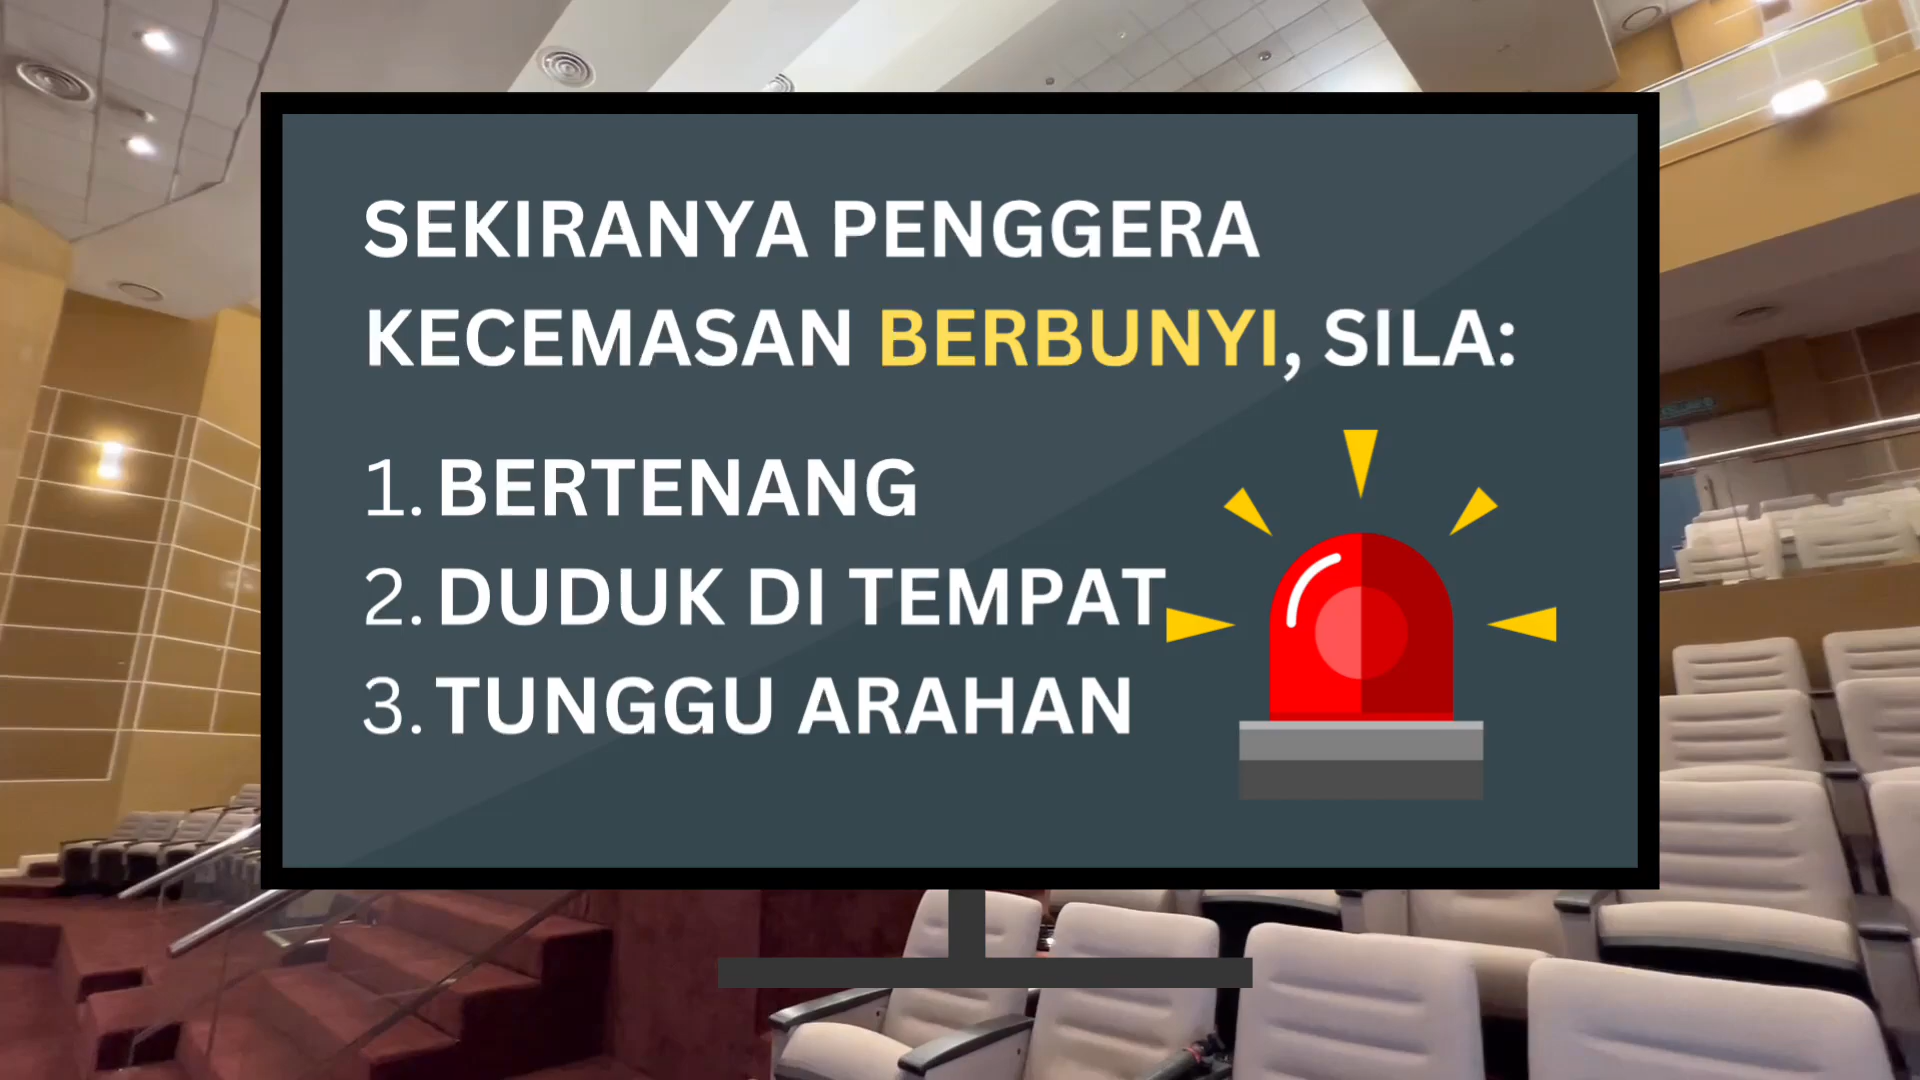 SEKIRANYA PENGGERA
KECEMASAN BERBUNYI, SILA:
1. BERTENANG
2. DUDUK DI TEMPAT
3. TUNGGU ARAHAN